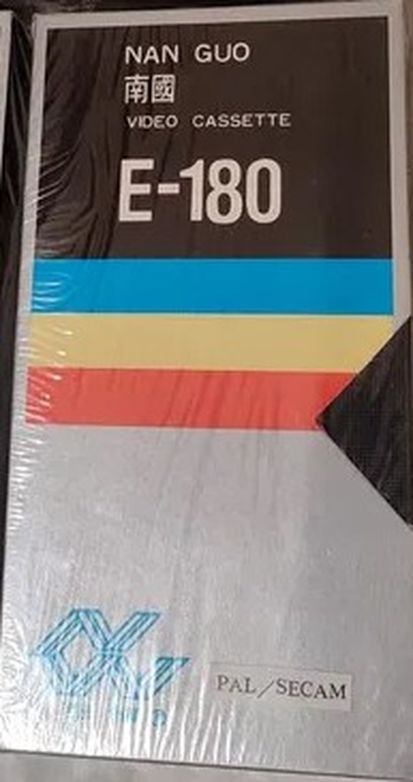 NAN GUO
南國
VIDEO CASSETTE
E-180
PAL/SECAM